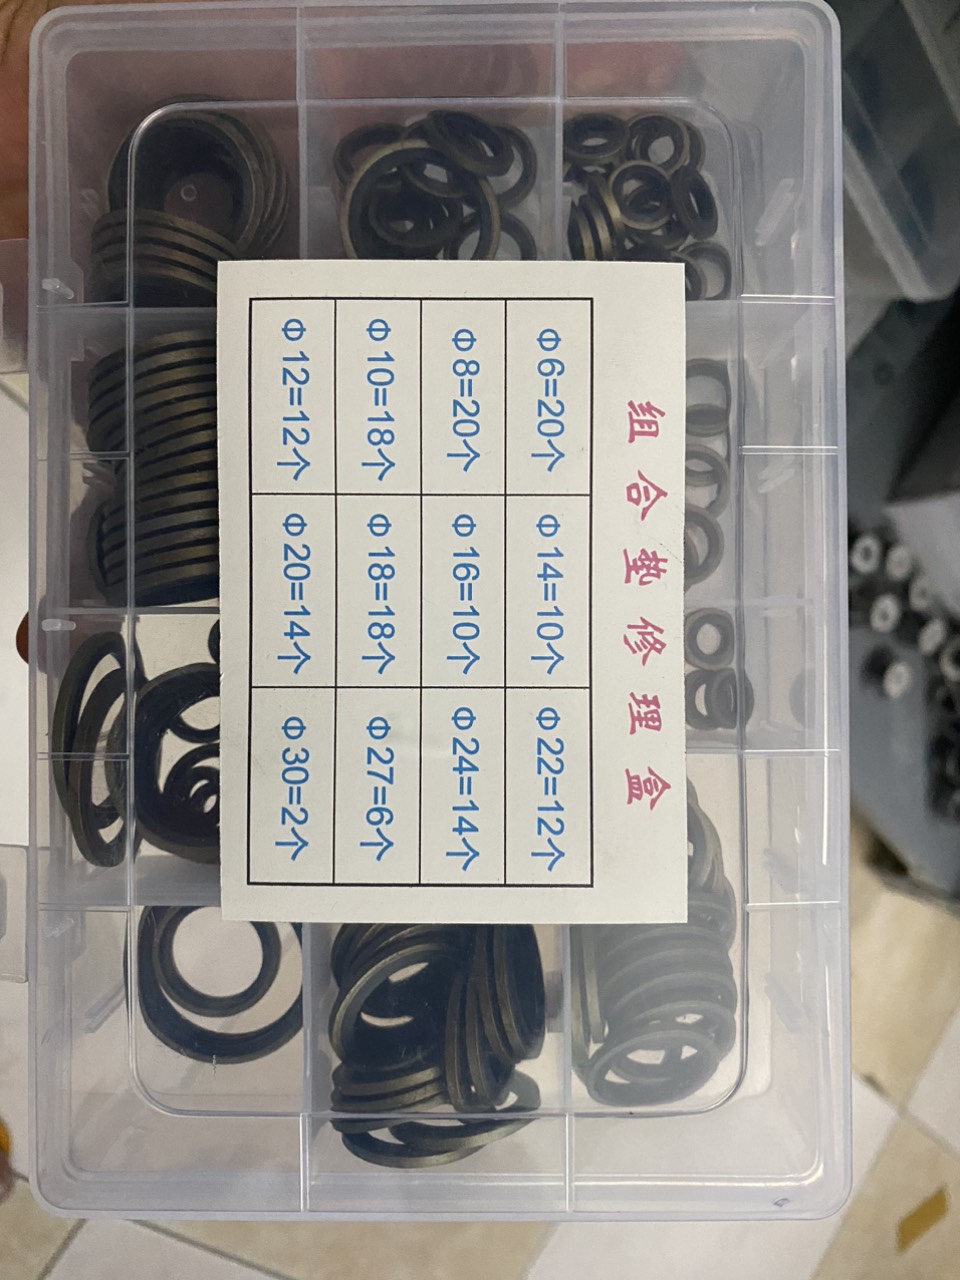 组合垫修理盒
Φ6=20个 Φ14=10个 Φ22=12个
Φ8=20个 Φ16=10个 Φ24=14个
Φ10=18个 Φ18=18个 Φ27=6个
Φ12=12个 Φ20=14个 Φ30=2个